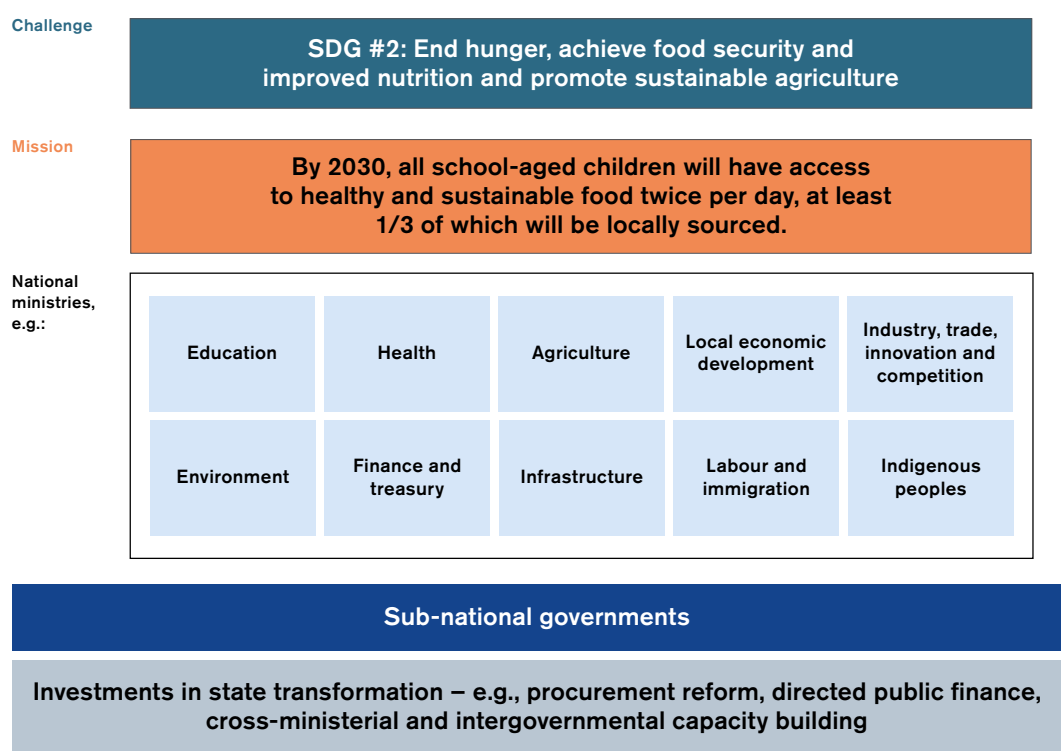 Challenge
SDG #2: End hunger, achieve food security and
improved nutrition and promote sustainable agriculture
Mission
By 2030, all school-aged children will have access
to healthy and sustainable food twice per day, at least
1/3 of which will be locally sourced.
National
ministries,
e.g.:
Education
Health
Agriculture
Local economic
development
Industry, trade,
innovation and
competition
Environment
Finance and
treasury
Infrastructure
Labour and
immigration
Indigenous
peoples
Sub-national governments
Investments in state transformation – e.g., procurement reform, directed public finance,
cross-ministerial and intergovernmental capacity building